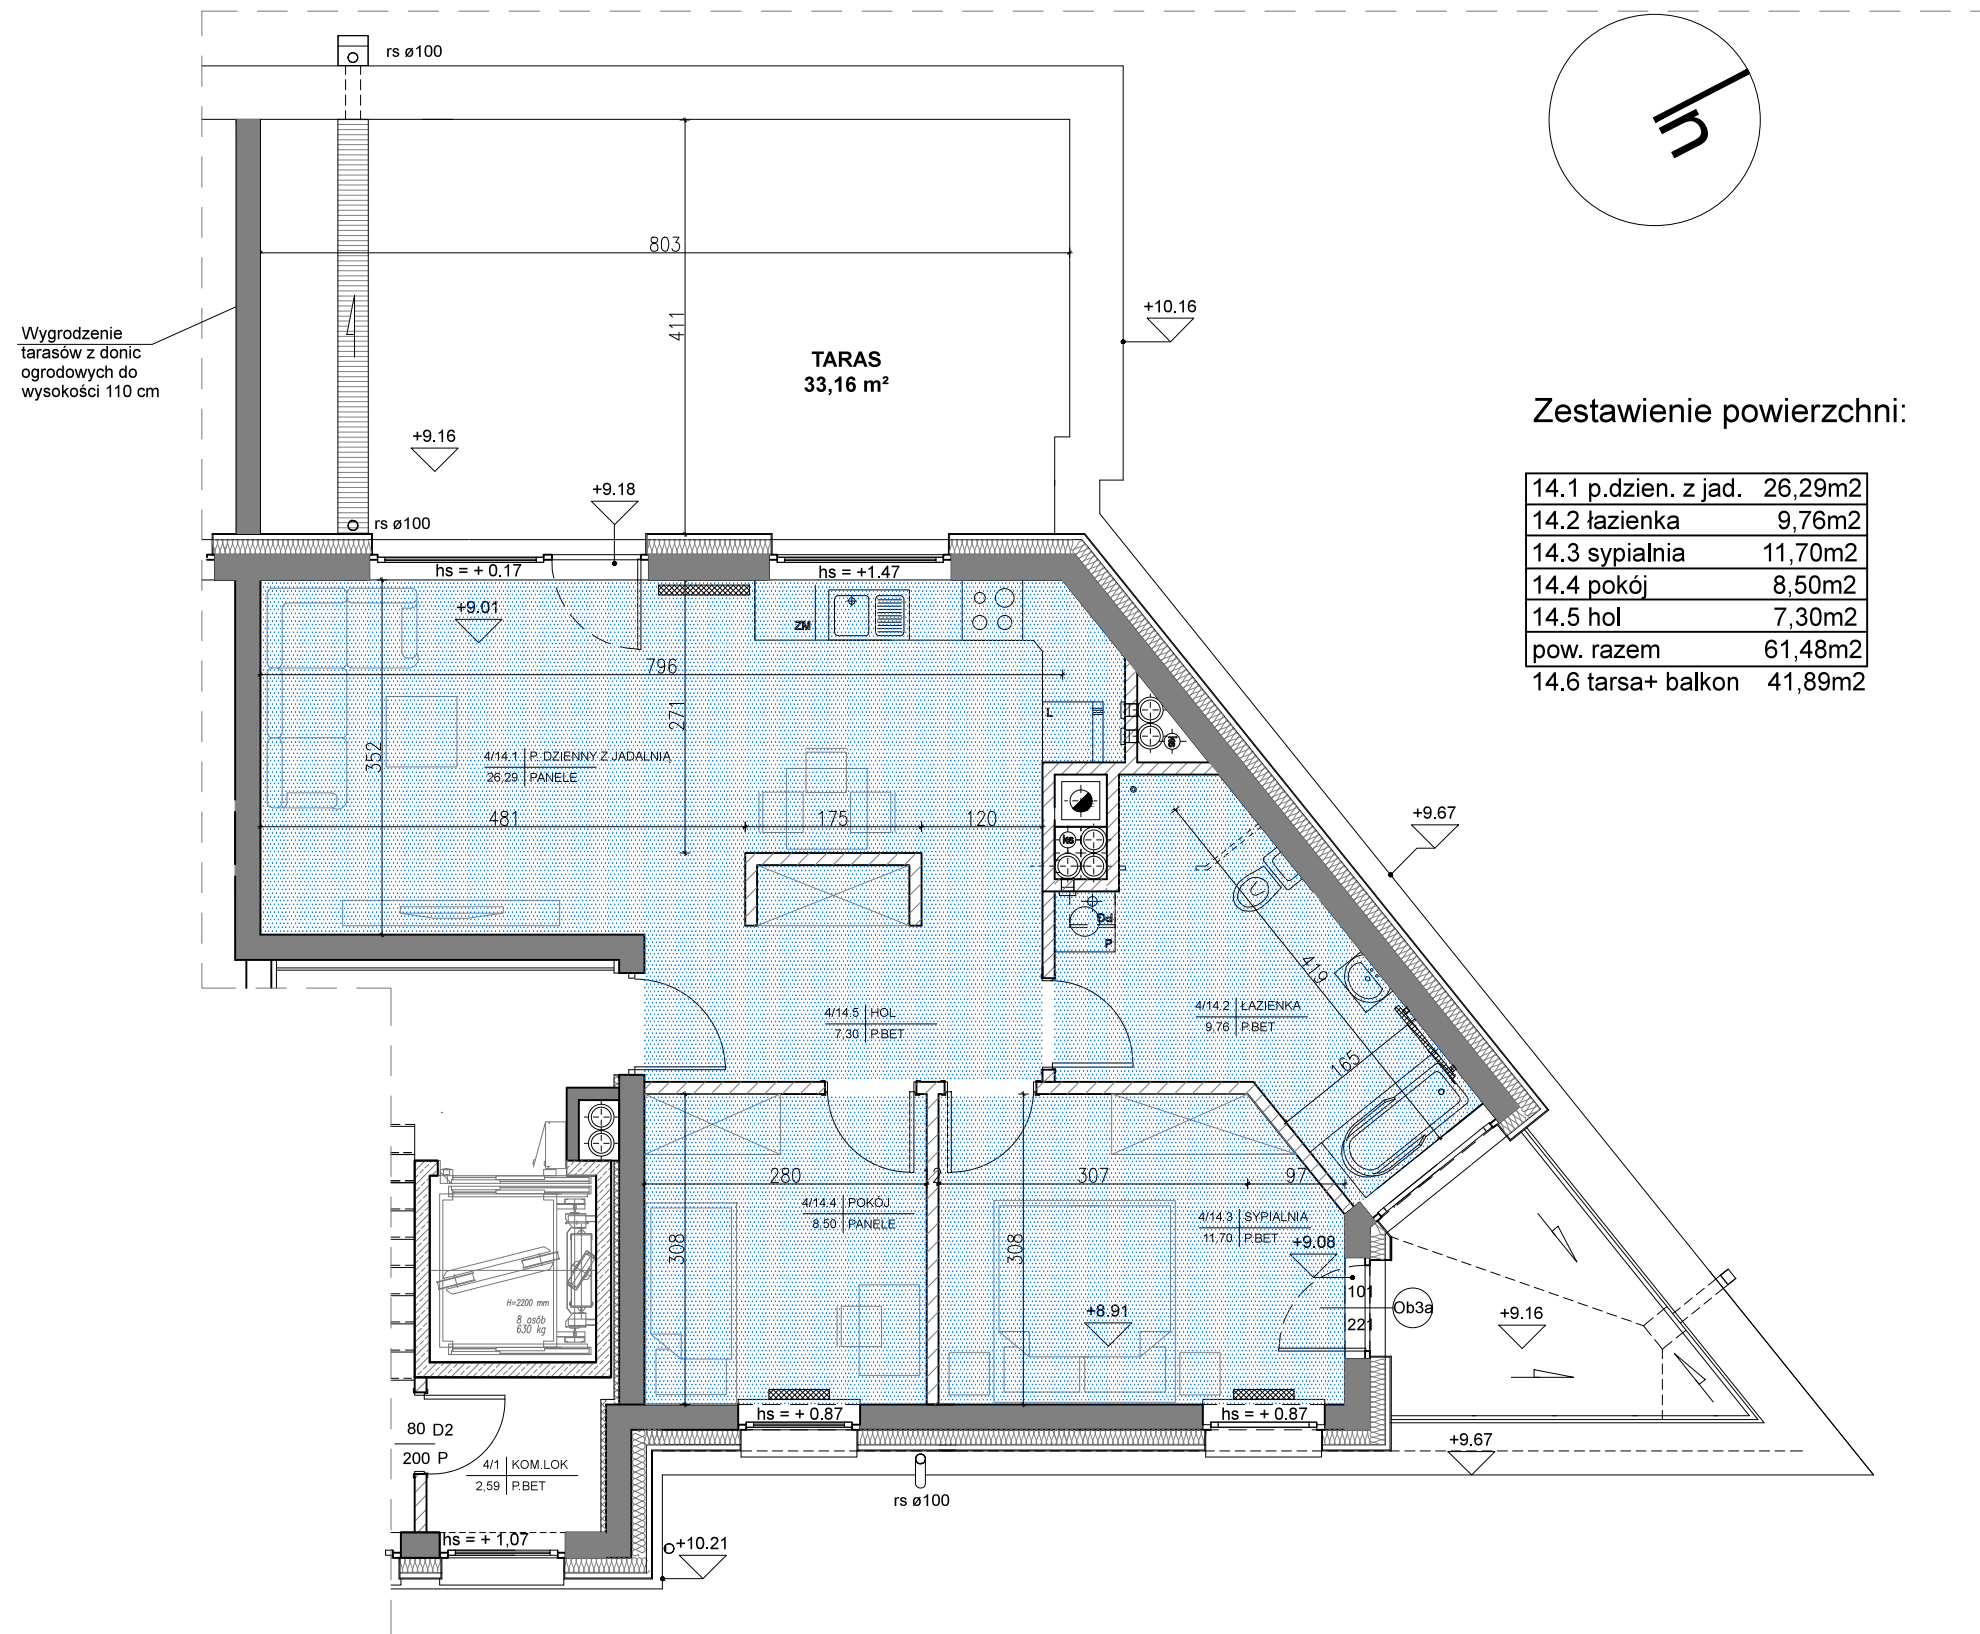 rs ø100
803
411
+10.16
Wygrodzenie
tarasów z donic
ogrodowych do
wysokości 110 cm
TARAS
33,16 m²
+9.16
+9.18
rs ø100
Zestawienie powierzchni:
14.1 p.dzien. z jad. 26,29m2
14.2 łazienka 9,76m2
14.3 sypialnia 11,70m2
14.4 pokój 8,50m2
14.5 hol 7,30m2
pow. razem 61,48m2
14.6 tarsa+ balkon 41,89m2
hs = + 0.17
hs = +1.47
+9.01
ZM
796
271
352
L
4/14.1 P. DZIENNY Z JADALNIĄ
26,29 PANELE
481
175
120
ks
+9.67
P
419
4/14.5 HOL
7,30 P.BET
4/14.2 ŁAZIENKA
9.76 P.BET
165
280
2
307
97
4/14.4 POKÓJ
8.50 PANELE
4/14.3 SYPIALNIA
11.70 P.BET
308
308
+9.08
101
221
Ob3a
+8.91
+9.16
H=2200 mm
8 osób
630 kg
hs = + 0.87
hs = + 0.87
80 D2
200 P
4/1 KOM.LOK
2,59 P.BET
+9.67
rs ø100
hs = + 1,07
+10.21